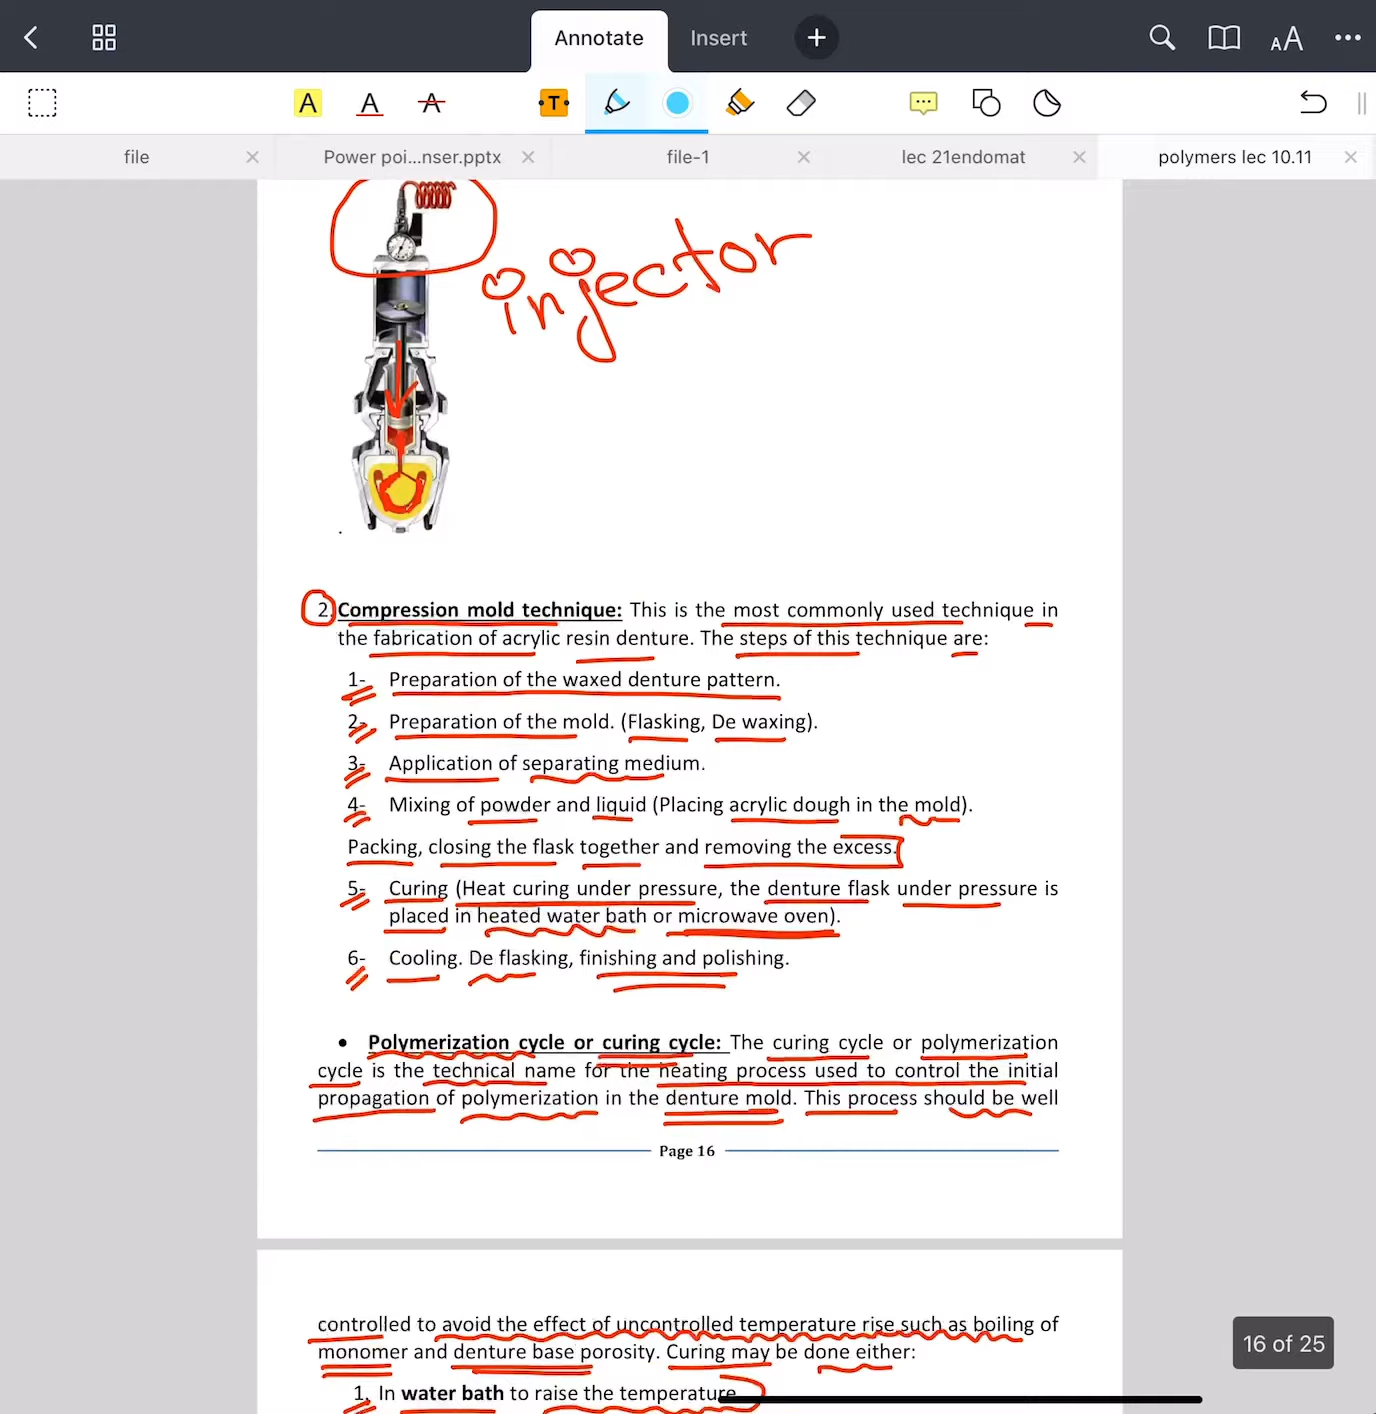 Annotate Insert
A A A T AA
file Power poi...nser.pptx file-1 lec 21endomat polymers lec 10.11
injector
2. Compression mold technique: This is the most commonly used technique in
the fabrication of acrylic resin denture. The steps of this technique are:
1- Preparation of the waxed denture pattern.
2- Preparation of the mold. (Flasking, De waxing).
3- Application of separating medium.
4- Mixing of powder and liquid (Placing acrylic dough in the mold).
Packing, closing the flask together and removing the excess.
5- Curing (Heat curing under pressure, the denture flask under pressure is
placed in heated water bath or microwave oven).
6- Cooling. De flasking, finishing and polishing.
• Polymerization cycle or curing cycle: The curing cycle or polymerization
cycle is the technical name for the heating process used to control the initial
propagation of polymerization in the denture mold. This process should be well
Page 16
controlled to avoid the effect of uncontrolled temperature rise such as boiling of
monomer and denture base porosity. Curing may be done either:
16 of 25
1. In water bath to raise the temperature